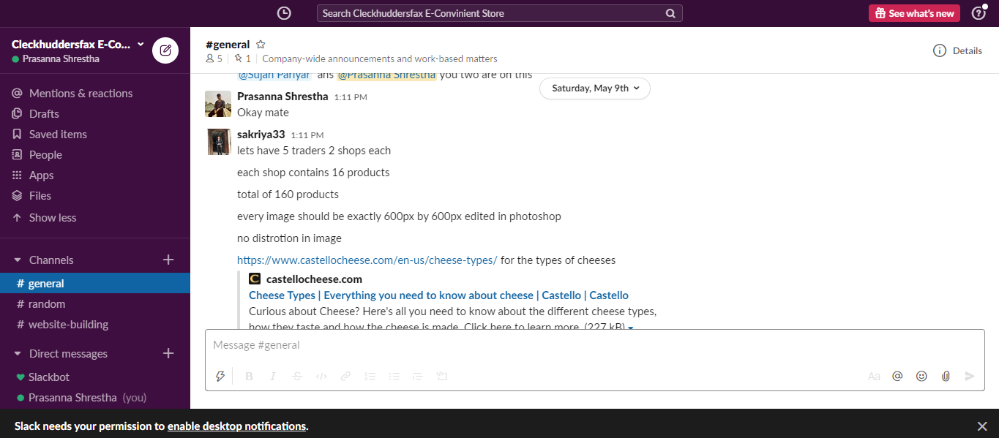 Search Cleckhuddersfax E-Convinient Store
See what's new
Cleckhuddersfax E-Co...
Prasanna Shrestha
Mentions & reactions
Drafts
Saved items
People
Apps
Files
Show less
Channels
# general
# random
# website-building
Direct messages
Slackbot
Prasanna Shrestha (you)
#general
5 | 1 | Company-wide announcements and work-based matters
Details
@Sujan Pariyar ans @Prasanna Shrestha you two are on this
Saturday, May 9th
Prasanna Shrestha 1:11 PM
Okay mate
sakriya33 1:11 PM
lets have 5 traders 2 shops each
each shop contains 16 products
total of 160 products
every image should be exactly 600px by 600px edited in photoshop
no distrotion in image
https://www.castellocheese.com/en-us/cheese-types/ for the types of cheeses
C castellocheese.com
Cheese Types | Everything you need to know about cheese | Castello | Castello
Curious about Cheese? Here's all you need to know about the different cheese types,
how they taste and how the cheese is made. Click here to learn more. (227 kB)
Message #general
B I S </> Aa @
Slack needs your permission to enable desktop notifications.